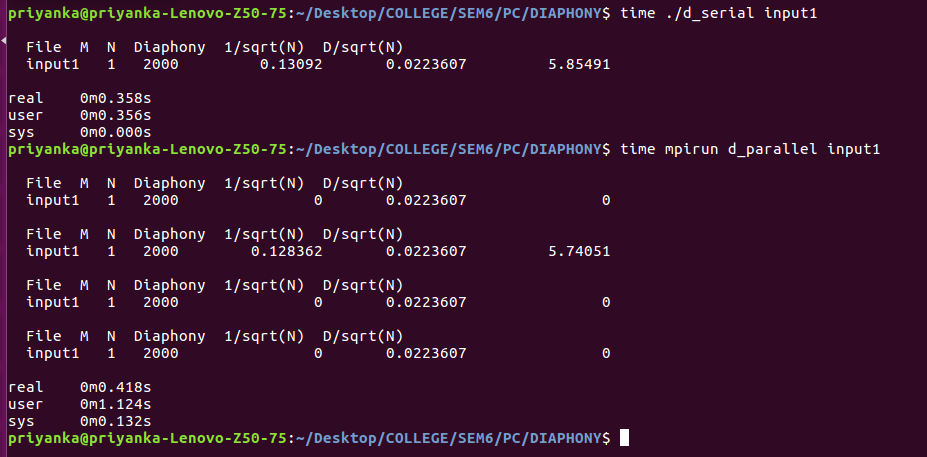 priyanka@priyanka-Lenovo-Z50-75:~/Desktop/COLLEGE/SEM6/PC/DIAPHONY$ time ./d_serial input1
File  M  N  Diaphony  1/sqrt(N)  D/sqrt(N)
input1   1   2000         0.13092       0.0223607         5.85491
real    0m0.358s
user    0m0.356s
sys     0m0.000s
priyanka@priyanka-Lenovo-Z50-75:~/Desktop/COLLEGE/SEM6/PC/DIAPHONY$ time mpirun d_parallel input1
File  M  N  Diaphony  1/sqrt(N)  D/sqrt(N)
input1   1   2000               0       0.0223607               0
File  M  N  Diaphony  1/sqrt(N)  D/sqrt(N)
input1   1   2000        0.128362       0.0223607         5.74051
File  M  N  Diaphony  1/sqrt(N)  D/sqrt(N)
input1   1   2000               0       0.0223607               0
File  M  N  Diaphony  1/sqrt(N)  D/sqrt(N)
input1   1   2000               0       0.0223607               0
real    0m0.418s
user    0m1.124s
sys     0m0.132s
priyanka@priyanka-Lenovo-Z50-75:~/Desktop/COLLEGE/SEM6/PC/DIAPHONY$